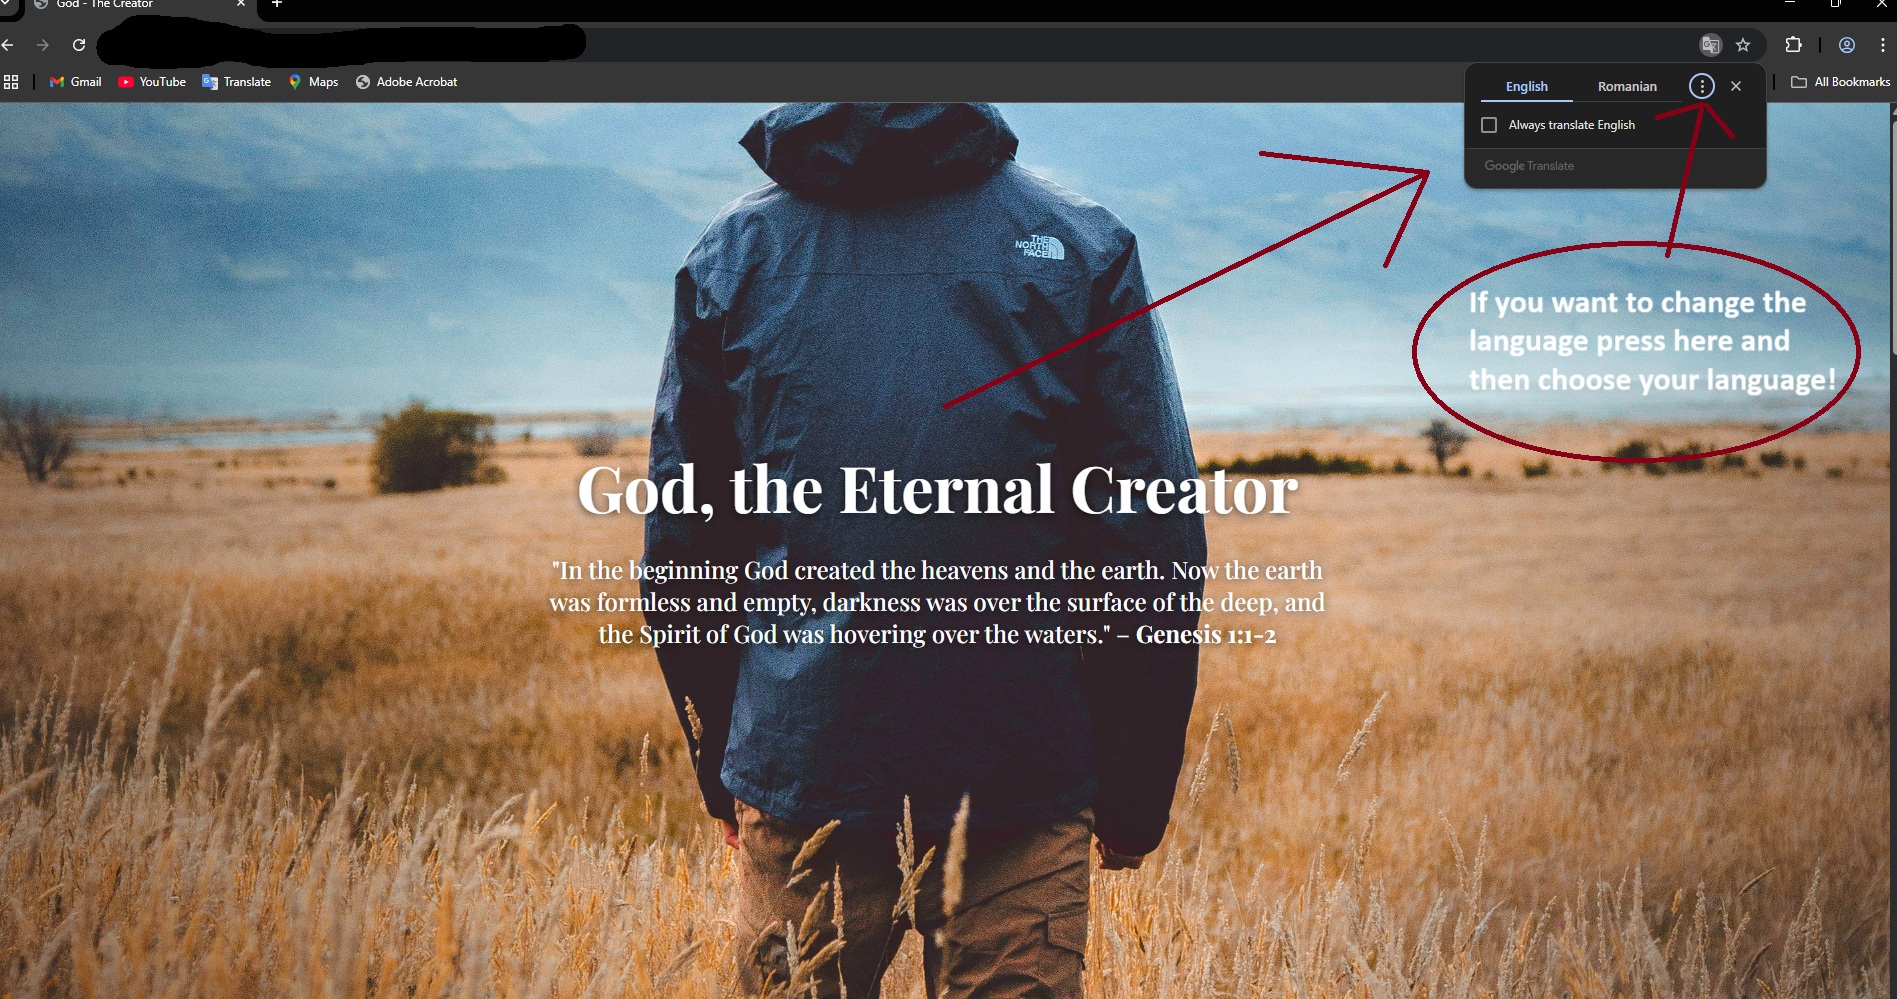 God - The Creator
Gmail
YouTube
Translate
Maps
Adobe Acrobat
All Bookmarks
English
Romanian
Always translate English
Google Translate
THE
NORTH
FACE
If you want to change the
language press here and
then choose your language!
God, the Eternal Creator
"In the beginning God created the heavens and the earth. Now the earth
was formless and empty, darkness was over the surface of the deep, and
the Spirit of God was hovering over the waters." – Genesis 1:1-2